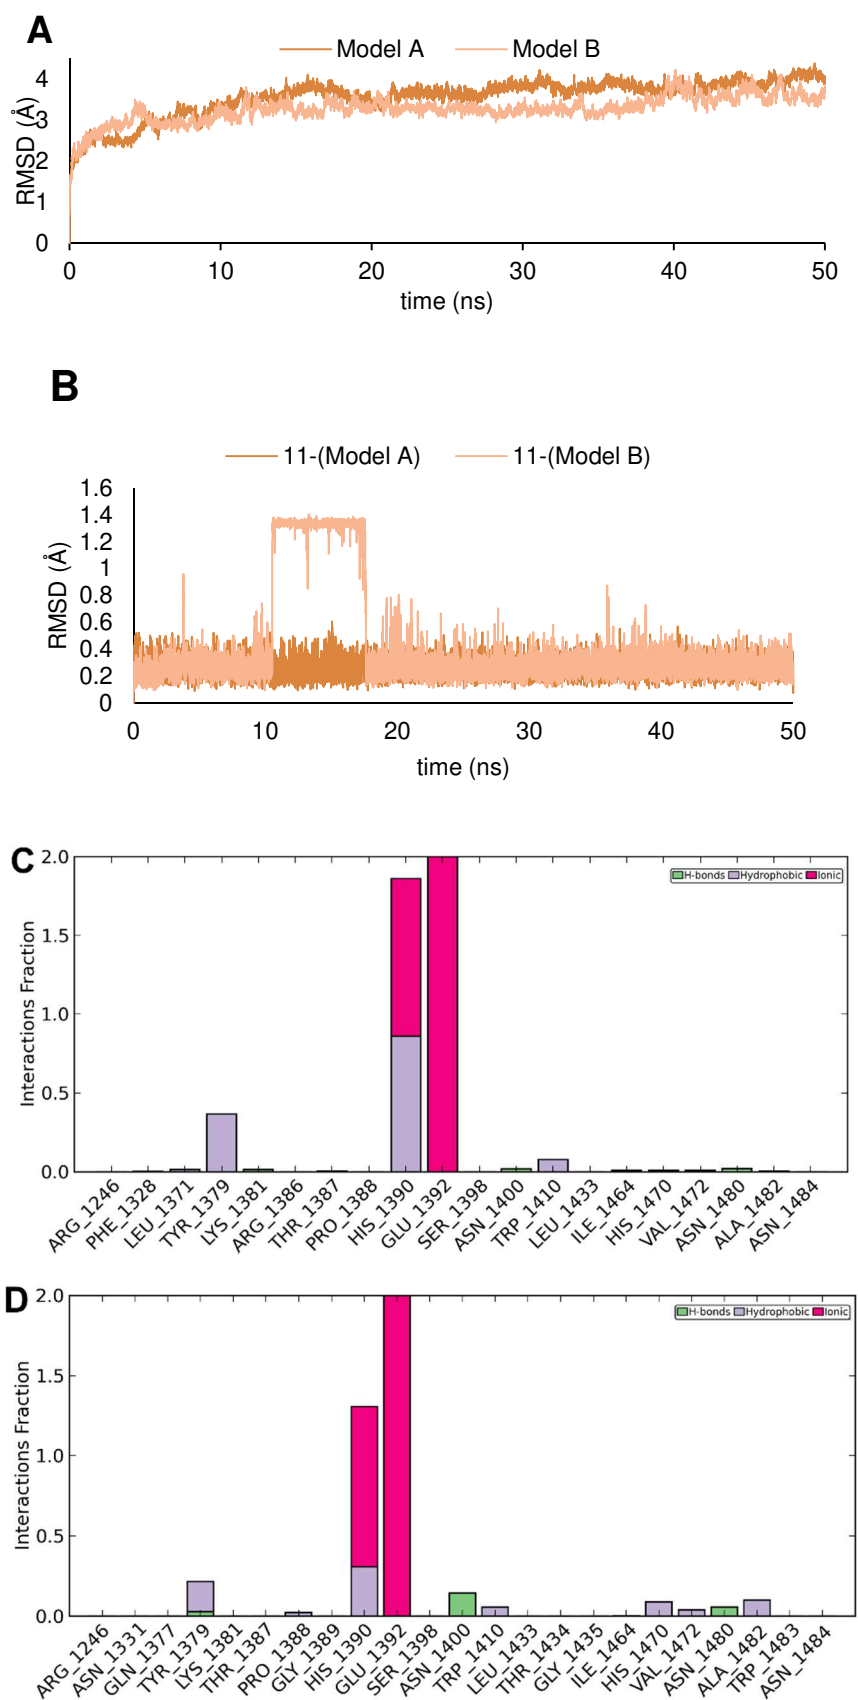 A
Model A Model B
4
3
2
1
0
RMSD (Å)
0 10 20 30 40 50
time (ns)
B
11-(Model A) 11-(Model B)
1.6
1.4
1.2
1
0.8
0.6
0.4
0.2
0
RMSD (Å)
0 10 20 30 40 50
time (ns)
C
H-bonds Hydrophobic Ionic
2.0
1.5
1.0
0.5
0.0
Interactions Fraction
ARG_1246 PHE_1328 LEU_1371 TYR_1379 LYS_1381 ARG_1386 THR_1387 PRO_1388 HIS_1390 GLU_1392 SER_1398 ASN_1400 TRP_1410 LEU_1433 ILE_1464 HIS_1470 VAL_1472 ASN_1480 ALA_1482 ASN_1484
D
H-bonds Hydrophobic Ionic
2.0
1.5
1.0
0.5
0.0
Interactions Fraction
ARG_1246 ASN_1331 GLN_1377 TYR_1379 LYS_1381 THR_1387 PRO_1388 GLY_1389 HIS_1390 GLU_1392 SER_1398 ASN_1400 TRP_1410 LEU_1433 THR_1434 GLY_1435 ILE_1464 HIS_1470 VAL_1472 ASN_1480 ALA_1482 TRP_1483 ASN_1484